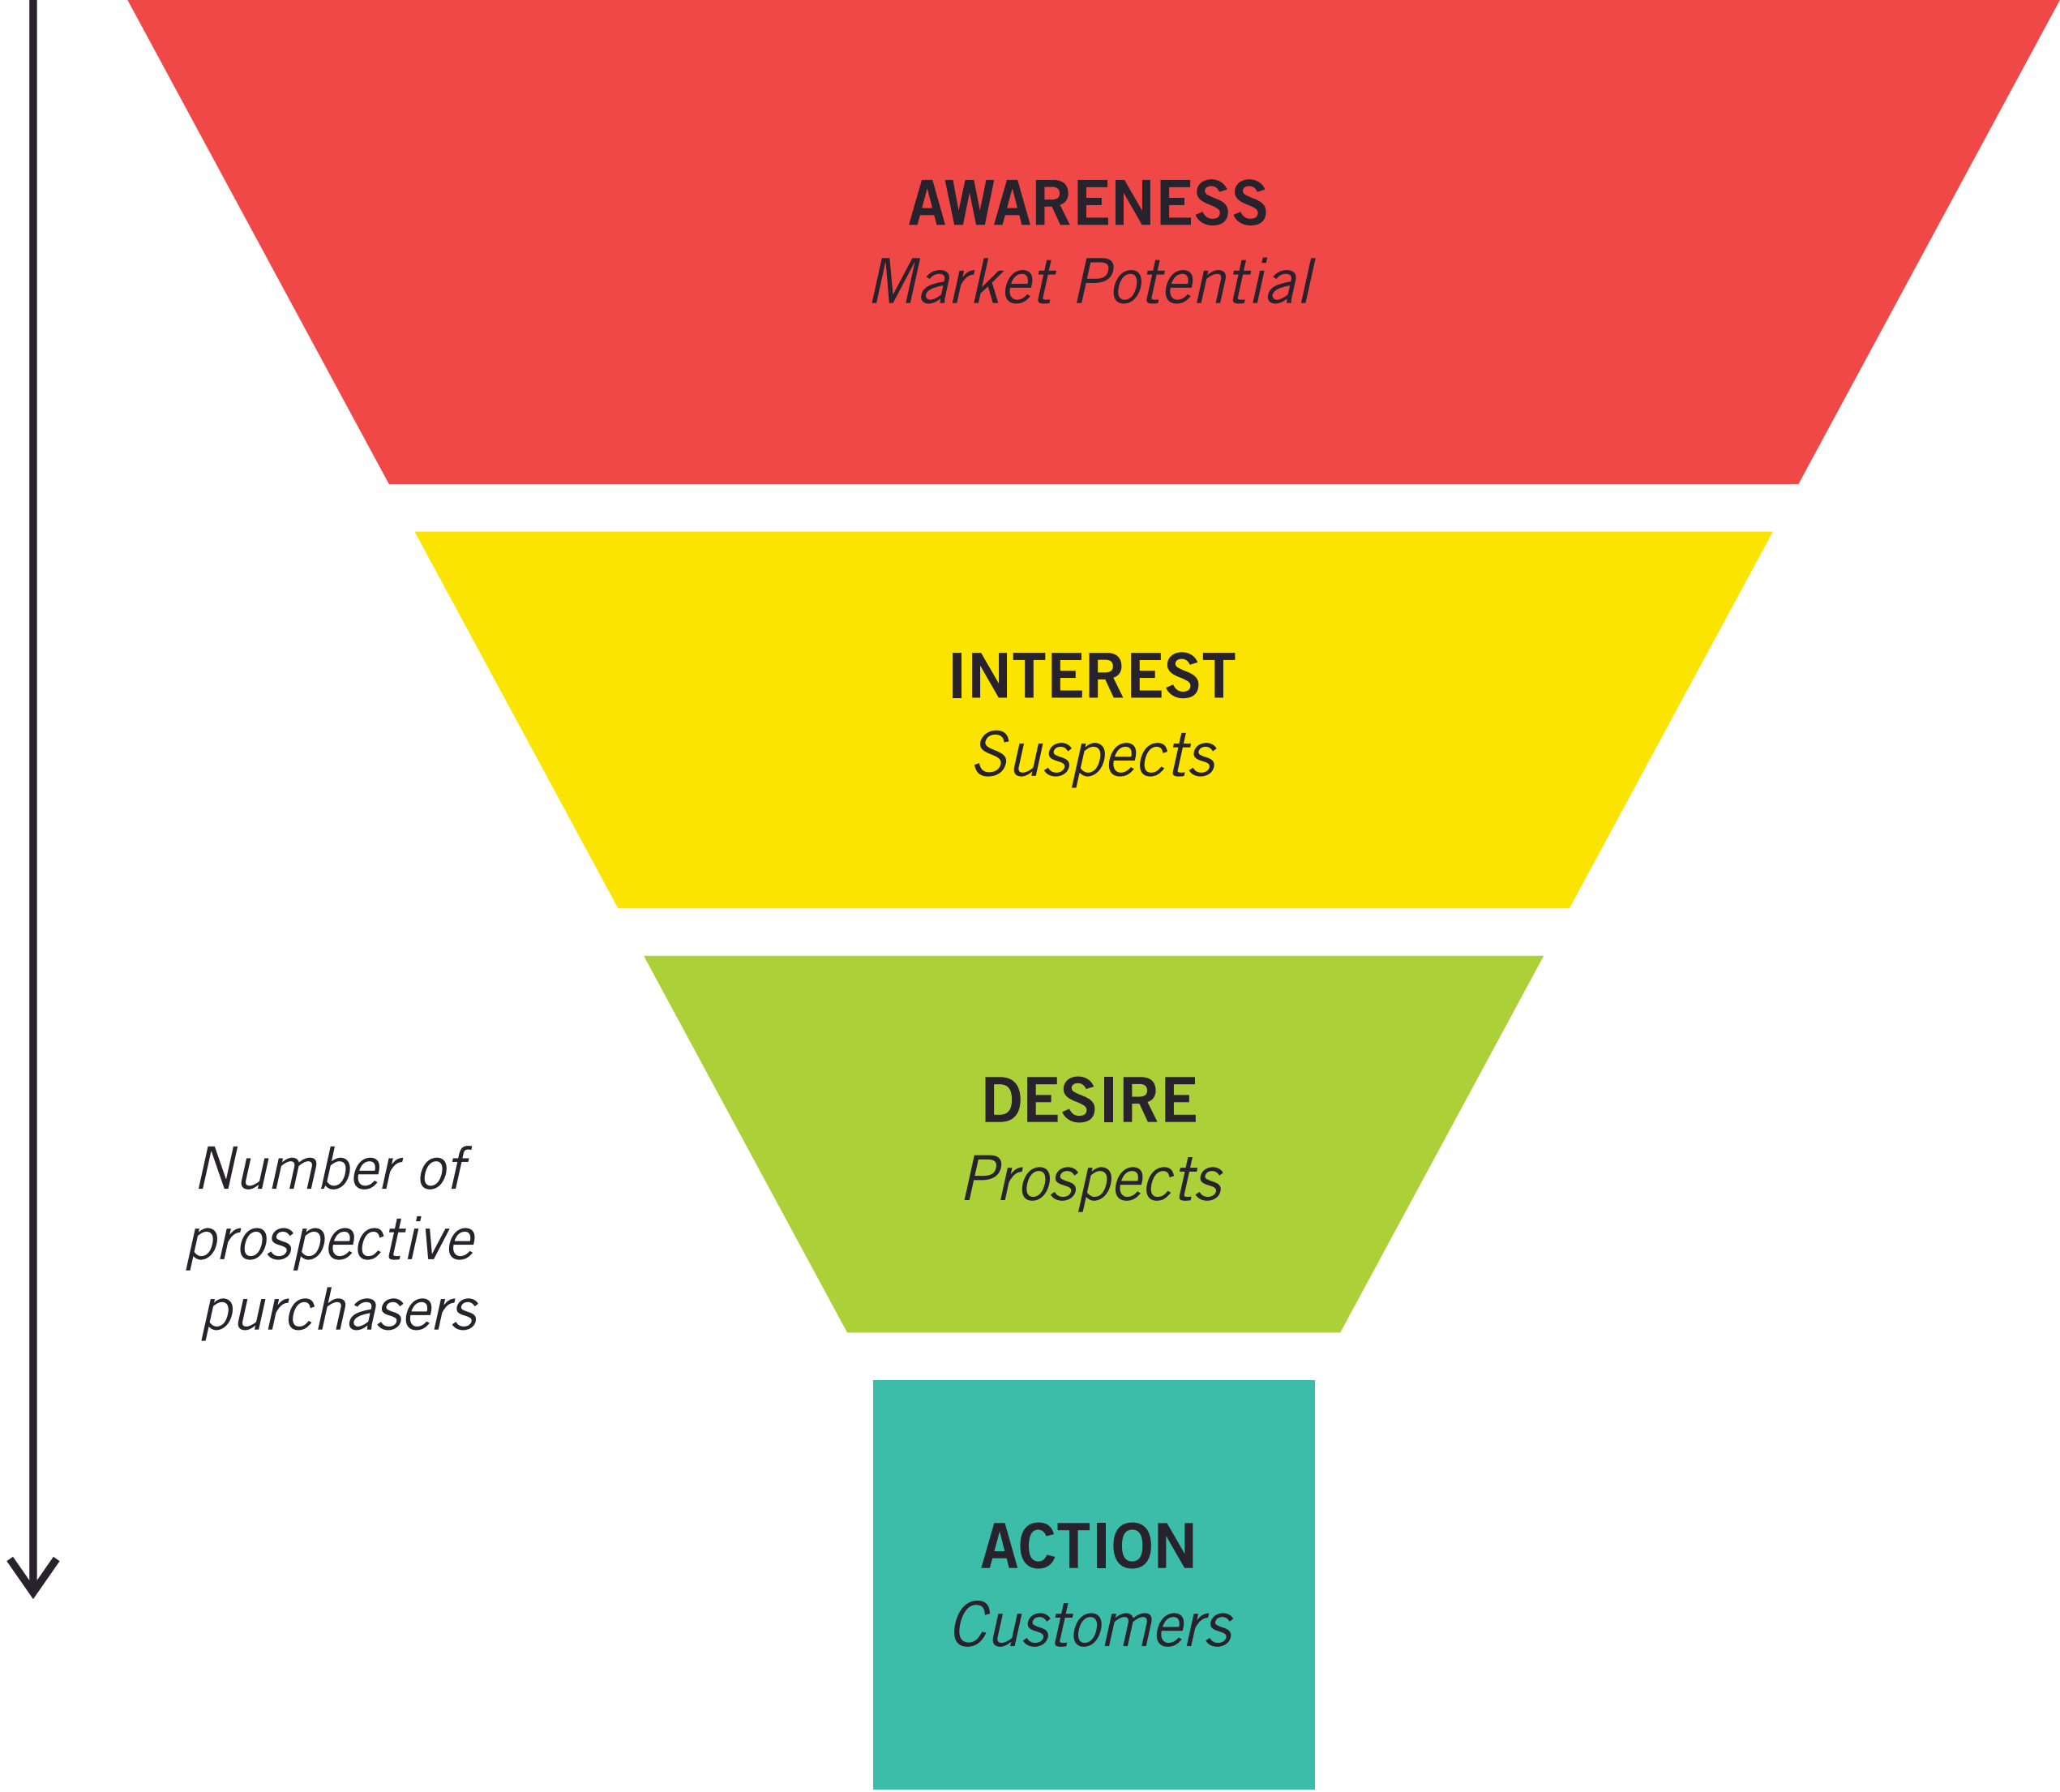 AWARENESS
Market Potential
INTEREST
Suspects
DESIRE
Prospects
Number of
prospective
purchasers
ACTION
Customers